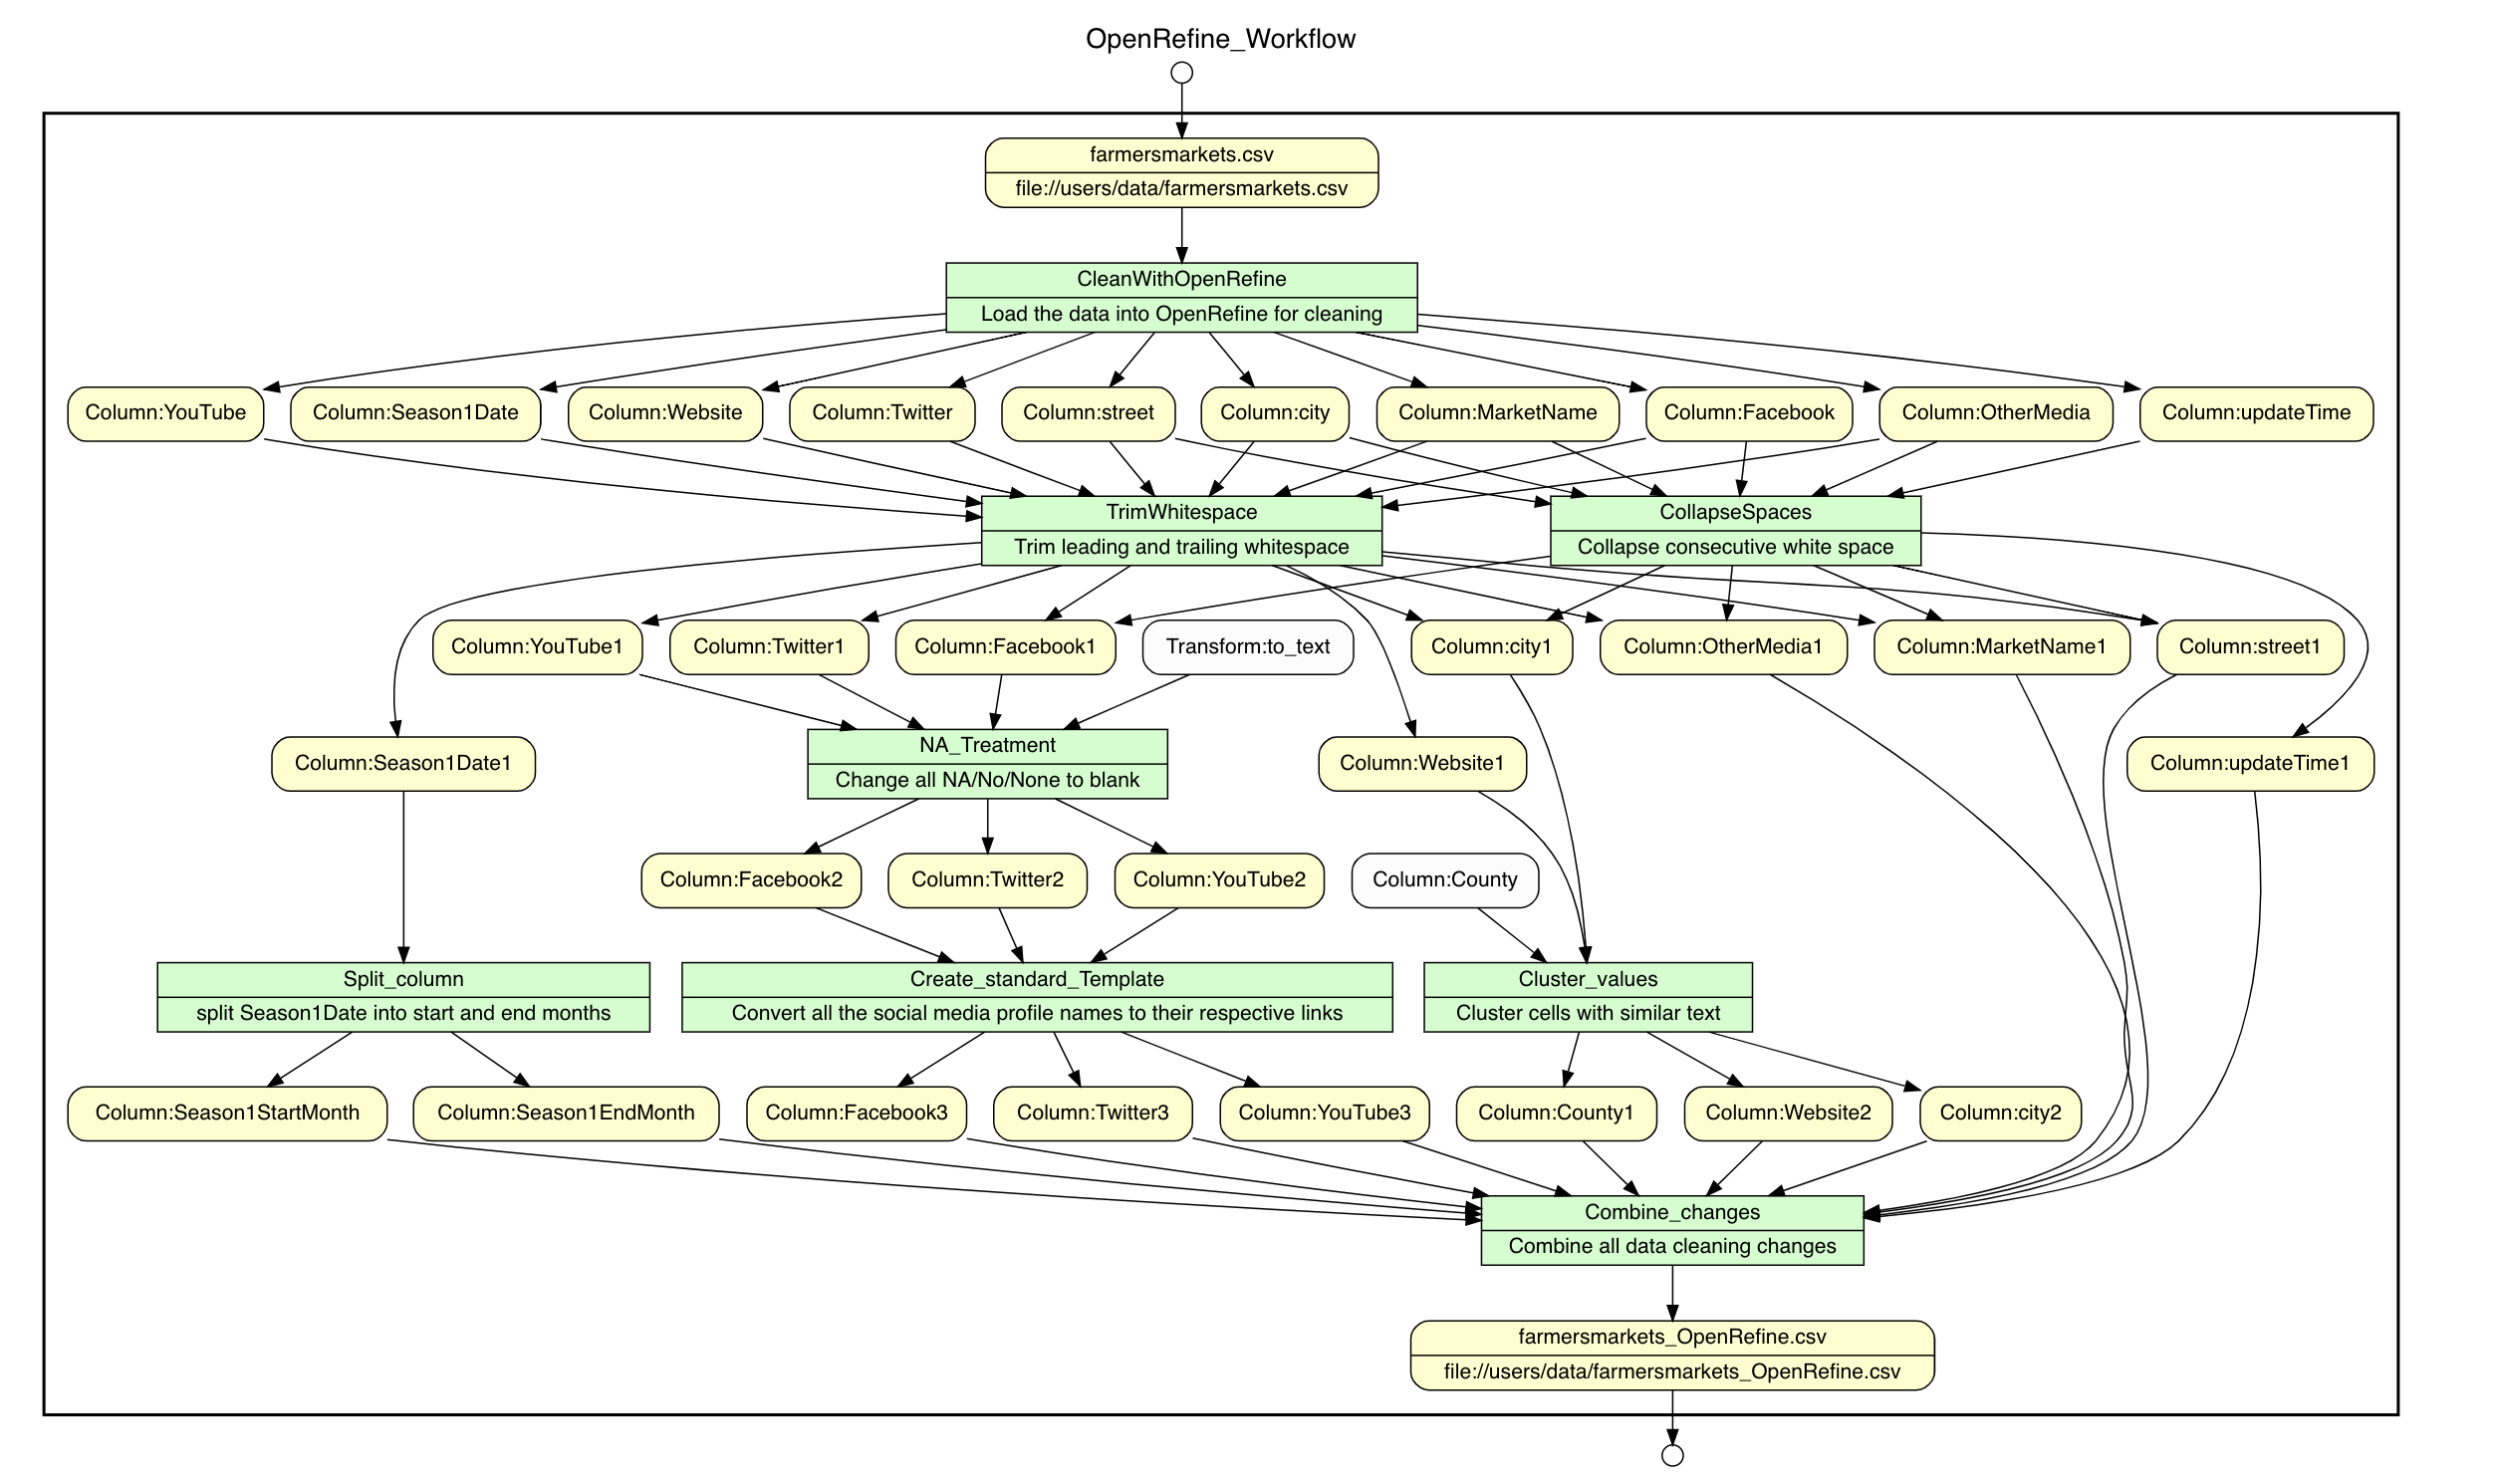 OpenRefine_Workflow
farmersmarkets.csv
file://users/data/farmersmarkets.csv
CleanWithOpenRefine
Load the data into OpenRefine for cleaning
Column:YouTube
Column:Season1Date
Column:Website
Column:Twitter
Column:street
Column:city
Column:MarketName
Column:Facebook
Column:OtherMedia
Column:updateTime
TrimWhitespace
Trim leading and trailing whitespace
CollapseSpaces
Collapse consecutive white space
Column:YouTube1
Column:Twitter1
Column:Facebook1
Transform:to_text
Column:city1
Column:OtherMedia1
Column:MarketName1
Column:street1
Column:Season1Date1
NA_Treatment
Change all NA/No/None to blank
Column:Website1
Column:updateTime1
Column:Facebook2
Column:Twitter2
Column:YouTube2
Column:County
Split_column
split Season1Date into start and end months
Create_standard_Template
Convert all the social media profile names to their respective links
Cluster_values
Cluster cells with similar text
Column:Season1StartMonth
Column:Season1EndMonth
Column:Facebook3
Column:Twitter3
Column:YouTube3
Column:County1
Column:Website2
Column:city2
Combine_changes
Combine all data cleaning changes
farmersmarkets_OpenRefine.csv
file://users/data/farmersmarkets_OpenRefine.csv